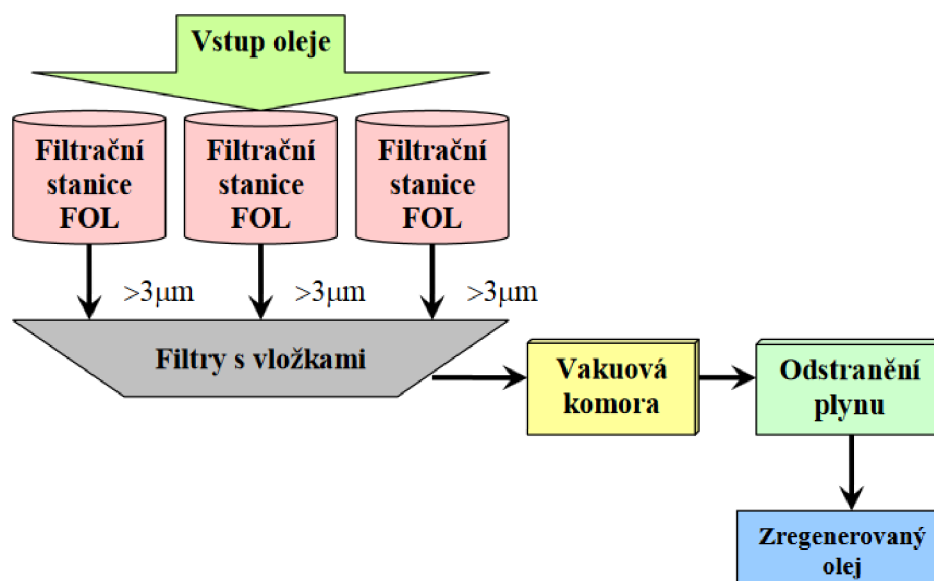 Vstup oleje
Filtrační
stanice
FOL
Filtrační
stanice
FOL
Filtrační
stanice
FOL
>3μm
>3μm
>3μm
Filtry s vložkami
Vakuová
komora
Odstranění
plynu
Zregenerovaný
olej